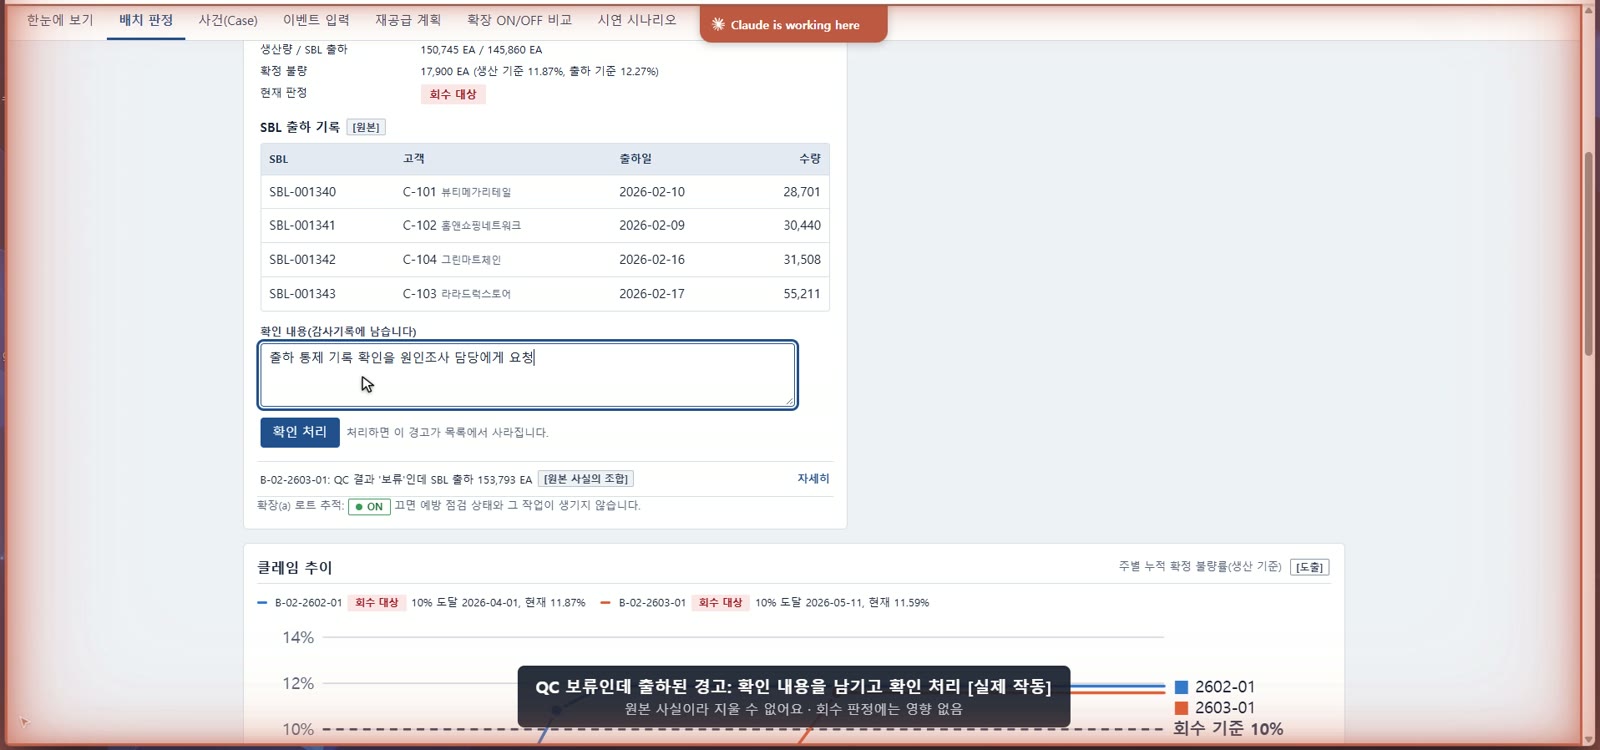 한눈에 보기 배치 판정 사건(Case) 이벤트 입력 재공급 계획 확장 ON/OFF 비교 시연 시나리오
Claude is working here
생산량 / SBL 출하 150,745 EA / 145,860 EA
확정 불량 17,900 EA (생산 기준 11.87%, 출하 기준 12.27%)
현재 판정 회수 대상
SBL 출하 기록 [원본]
SBL 고객 출하일 수량
SBL-001340 C-101 뷰티메가리테일 2026-02-10 28,701
SBL-001341 C-102 홈앤쇼핑네트워크 2026-02-09 30,440
SBL-001342 C-104 그린마트체인 2026-02-16 31,508
SBL-001343 C-103 라라드럭스토어 2026-02-17 55,211
확인 내용(감사기록에 남습니다)
출하 통제 기록 확인을 원인조사 담당에게 요청
확인 처리 처리하면 이 경고가 목록에서 사라집니다.
B-02-2603-01: QC 결과 '보류'인데 SBL 출하 153,793 EA [원본 사실의 조합] 자세히
확장(a) 로트 추적: ON 끄면 예방 점검 상태와 그 작업이 생기지 않습니다.
클레임 추이 주별 누적 확정 불량률(생산 기준) [도출]
B-02-2602-01 회수 대상 10% 도달 2026-04-01, 현재 11.87% B-02-2603-01 회수 대상 10% 도달 2026-05-11, 현재 11.59%
14%
12%
10%
2602-01
2603-01
회수 기준 10%
QC 보류인데 출하된 경고: 확인 내용을 남기고 확인 처리 [실제 작동]
원본 사실이라 지울 수 없어요 · 회수 판정에는 영향 없음